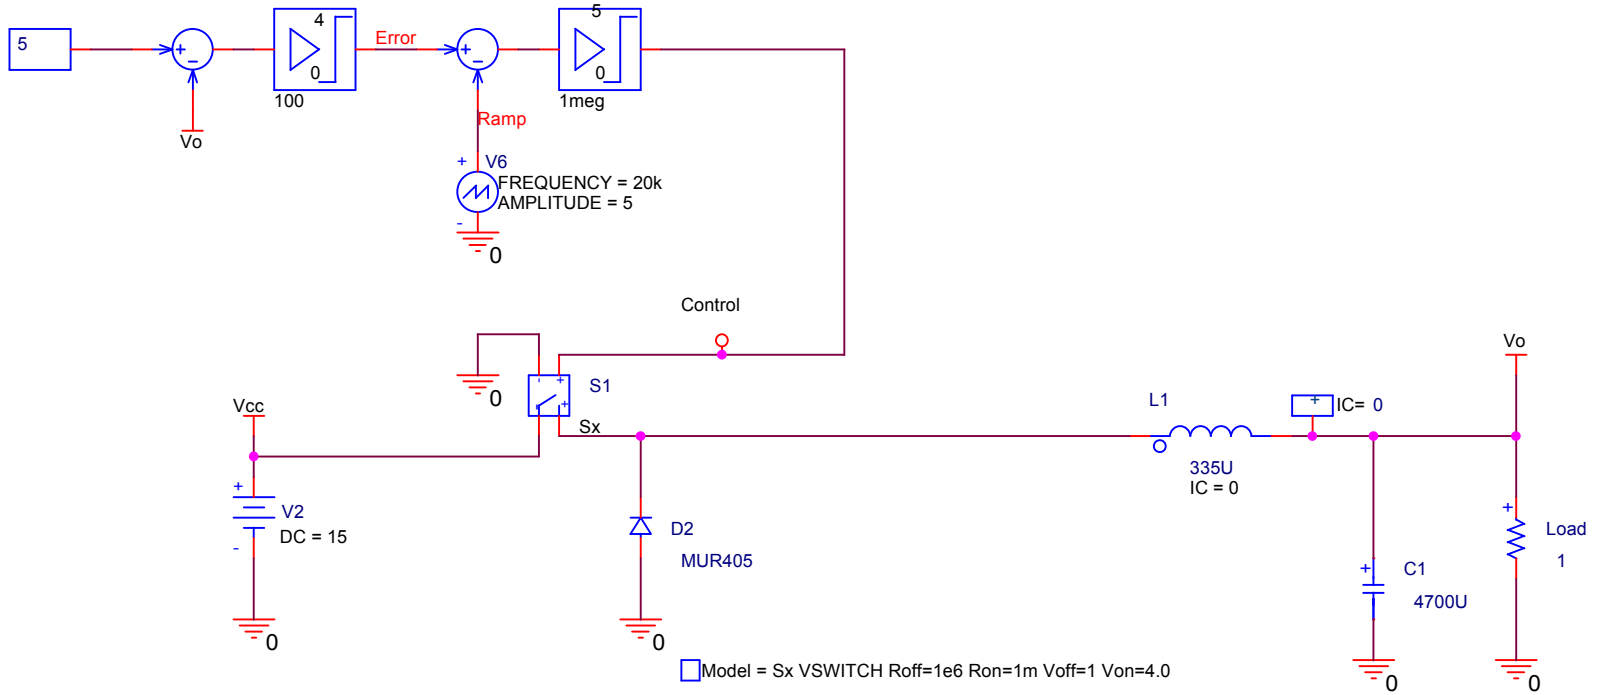 5
+
-
Vo
4
0
100
Error
+
-
Ramp
5
0
1meg
+ V6
FREQUENCY = 20k
AMPLITUDE = 5
-
0
Control
0
- +
+
S1
Sx
Vcc
+
V2
DC = 15
-
0
D2
MUR405
0
L1
335U
IC = 0
+
IC= 0
Vo
+
C1
4700U
0
+
Load
1
0
Model = Sx VSWITCH Roff=1e6 Ron=1m Voff=1 Von=4.0